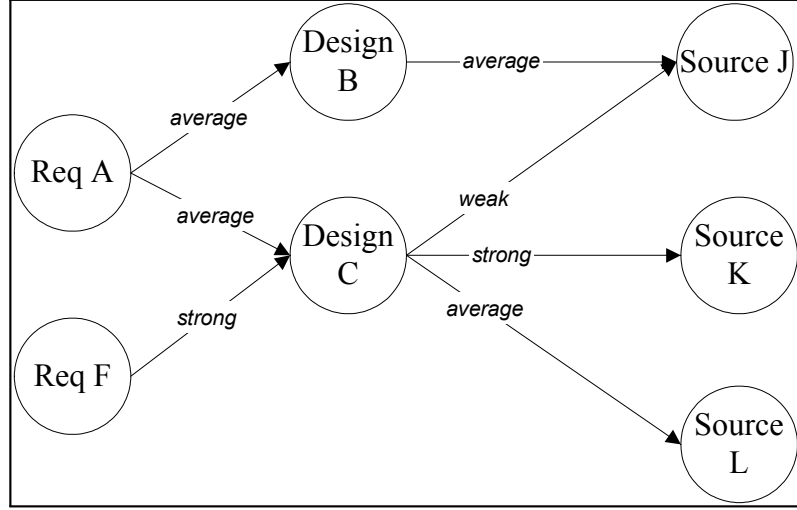 Design
B
average
Source J
average
Req A
average
Design
C
weak
strong
Source
K
strong
average
Req F
Source
L